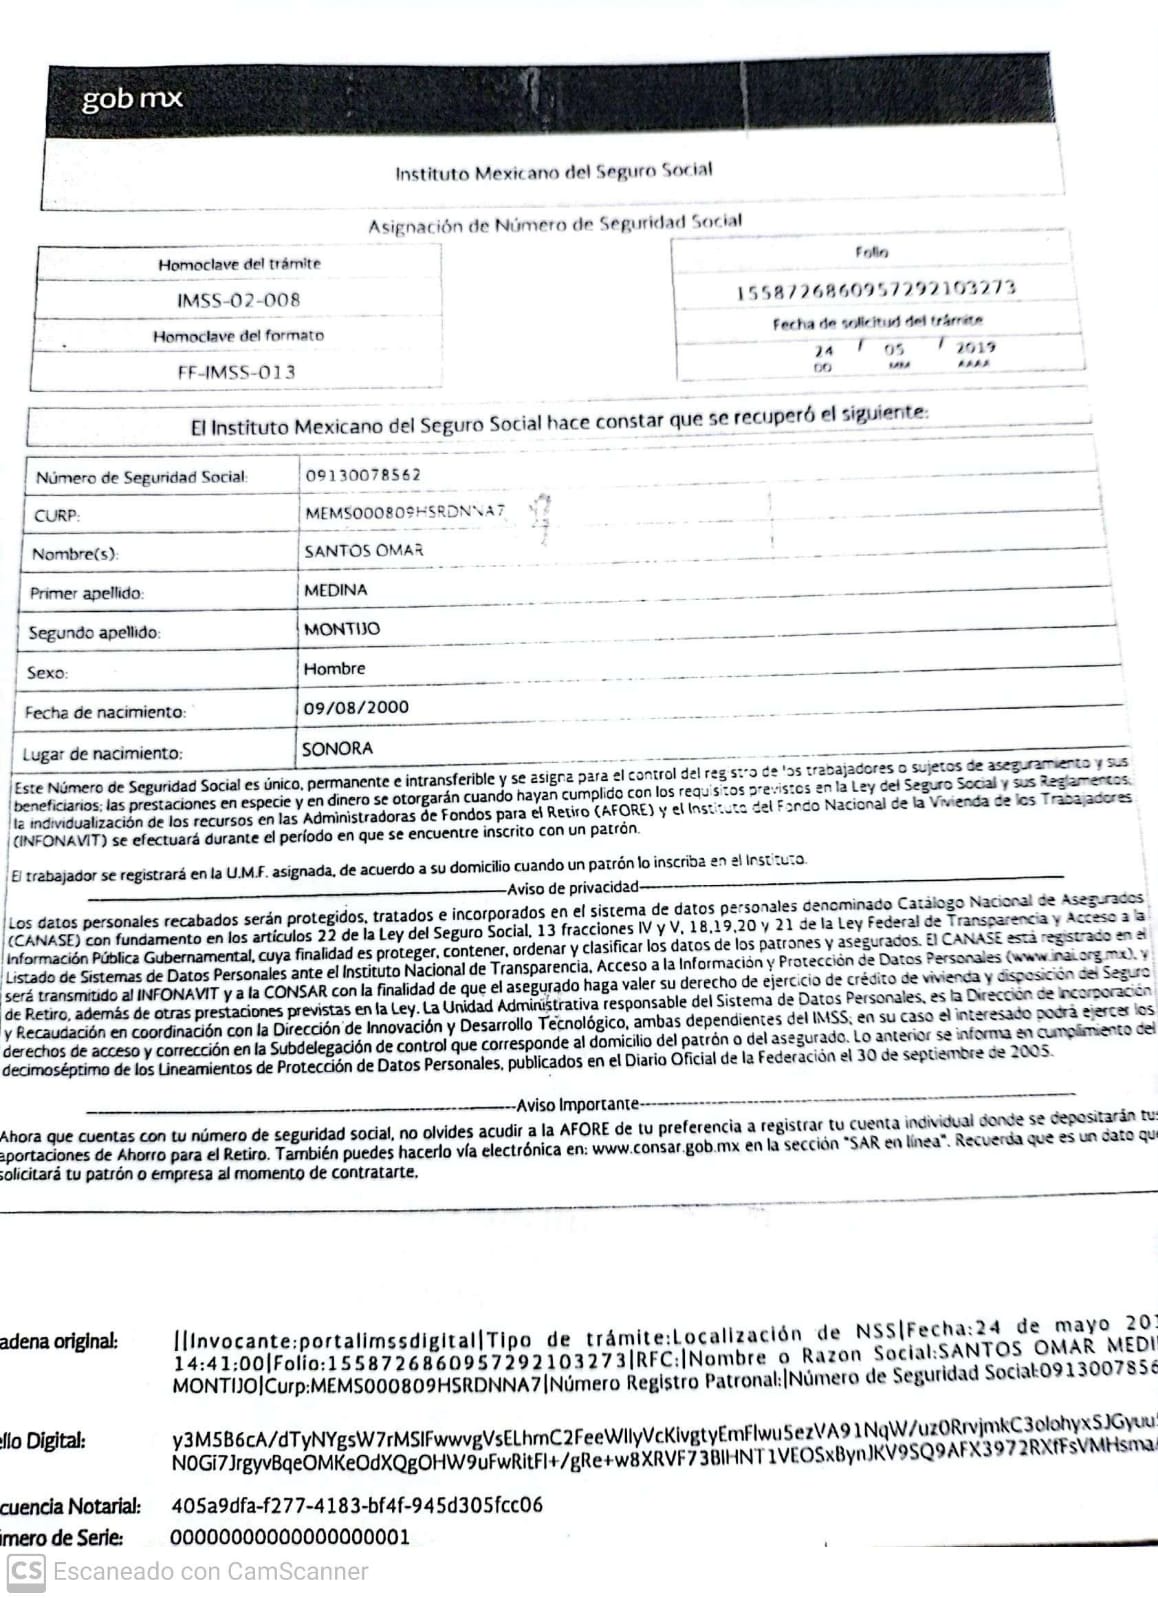 gob mx
Instituto Mexicano del Seguro Social
Asignación de Número de Seguridad Social
Homoclave del trámite
IMSS-02-008
Homoclave del formato
FF-IMSS-013
Folio
1558726860957292103273
Fecha de solicitud del trámite
24 / 05 / 2019
DD MM AAAA
El Instituto Mexicano del Seguro Social hace constar que se recuperó el siguiente:
Número de Seguridad Social: 09130078562
CURP: MEMS000809HSRDNNA7
Nombre(s): SANTOS OMAR
Primer apellido: MEDINA
Segundo apellido: MONTIJO
Sexo: Hombre
Fecha de nacimiento: 09/08/2000
Lugar de nacimiento: SONORA
Este Número de Seguridad Social es único, permanente e intransferible y se asigna para el control del registro de los trabajadores o sujetos de aseguramiento y sus
beneficiarios; las prestaciones en especie y en dinero se otorgarán cuando hayan cumplido con los requisitos previstos en la Ley del Seguro Social y sus Reglamentos,
la individualización de los recursos en las Administradoras de Fondos para el Retiro (AFORE) y el Instituto del Fondo Nacional de la Vivienda de los Trabajadores
(INFONAVIT) se efectuará durante el período en que se encuentre inscrito con un patrón.
El trabajador se registrará en la U.M.F. asignada, de acuerdo a su domicilio cuando un patrón lo inscriba en el Instituto.
Aviso de privacidad
Los datos personales recabados serán protegidos, tratados e incorporados en el sistema de datos personales denominado Catálogo Nacional de Asegurados
(CANASE) con fundamento en los artículos 22 de la Ley del Seguro Social, 13 fracciones IV y V, 18,19,20 y 21 de la Ley Federal de Transparencia y Acceso a la
Información Pública Gubernamental, cuya finalidad es proteger, contener, ordenar y clasificar los datos de los patrones y asegurados. El CANASE está registrado en el
Listado de Sistemas de Datos Personales ante el Instituto Nacional de Transparencia, Acceso a la Información y Protección de Datos Personales (www.inai.org.mx), y
será transmitido al INFONAVIT y a la CONSAR con la finalidad de que el asegurado haga valer su derecho de ejercicio de crédito de vivienda y disposición del Seguro
de Retiro, además de otras prestaciones previstas en la Ley. La Unidad Administrativa responsable del Sistema de Datos Personales, es la Dirección de Incorporación
y Recaudación en coordinación con la Dirección de Innovación y Desarrollo Tecnológico, ambas dependientes del IMSS; en su caso el interesado podrá ejercer los
derechos de acceso y corrección en la Subdelegación de control que corresponde al domicilio del patrón o del asegurado. Lo anterior se informa en cumplimiento del
decimoséptimo de los Lineamientos de Protección de Datos Personales, publicados en el Diario Oficial de la Federación el 30 de septiembre de 2005.
Aviso Importante
Ahora que cuentas con tu número de seguridad social, no olvides acudir a la AFORE de tu preferencia a registrar tu cuenta individual donde se depositarán tus
aportaciones de Ahorro para el Retiro. También puedes hacerlo vía electrónica en: www.consar.gob.mx en la sección "SAR en línea". Recuerda que es un dato que
solicitará tu patrón o empresa al momento de contratarte.
adena original: ||Invocante:portalimssdigital|Tipo de trámite:Localización de NSS|Fecha:24 de mayo 201
14:41:00|Folio:1558726860957292103273|RFC:|Nombre o Razon Social:SANTOS OMAR MEDI
MONTIJO|Curp:MEMS000809HSRDNNA7|Número Registro Patronal:|Número de Seguridad Social:0913007856
ello Digital: y3M5B6cA/dTyNYgsW7rMSIFwwvgVsELhmC2FeeWIlyVcKivgtyEmFlwu5ezVA91NqW/uz0RrvjmkC3olohyxSJGyuu
N0Gi7JrgyvBqeOMKeOdXQgOHW9uFwRitFI+/gRe+w8XRVF73BIHNT1VEOSxBynJKV9SQ9AFX3972RXfFsVMHsma
cuencia Notarial: 405a9dfa-f277-4183-bf4f-945d305fcc06
úmero de Serie: 00000000000000000001
CS Escaneado con CamScanner